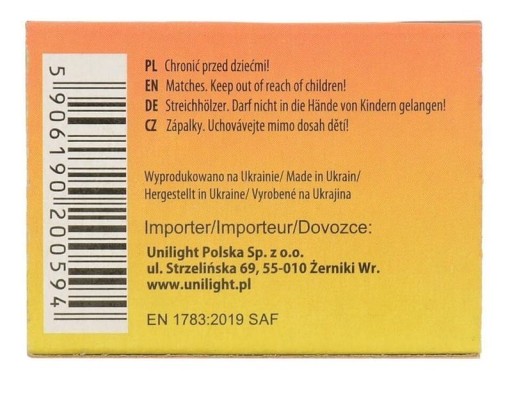 5906190200594
PL Chronić przed dziećmi!
EN Matches. Keep out of reach of children!
DE Streichhölzer. Darf nicht in die Hände von Kindern gelangen!
CZ Zápalky. Uchovávejte mimo dosah dětí!
Wyprodukowano na Ukrainie/ Made in Ukrain/
Hergestellt in Ukraine/ Vyrobené na Ukrajina
Importer/Importeur/Dovozce:
Unilight Polska Sp. z o.o.
ul. Strzelińska 69, 55-010 Żerniki Wr.
www.unilight.pl
EN 1783:2019 SAF